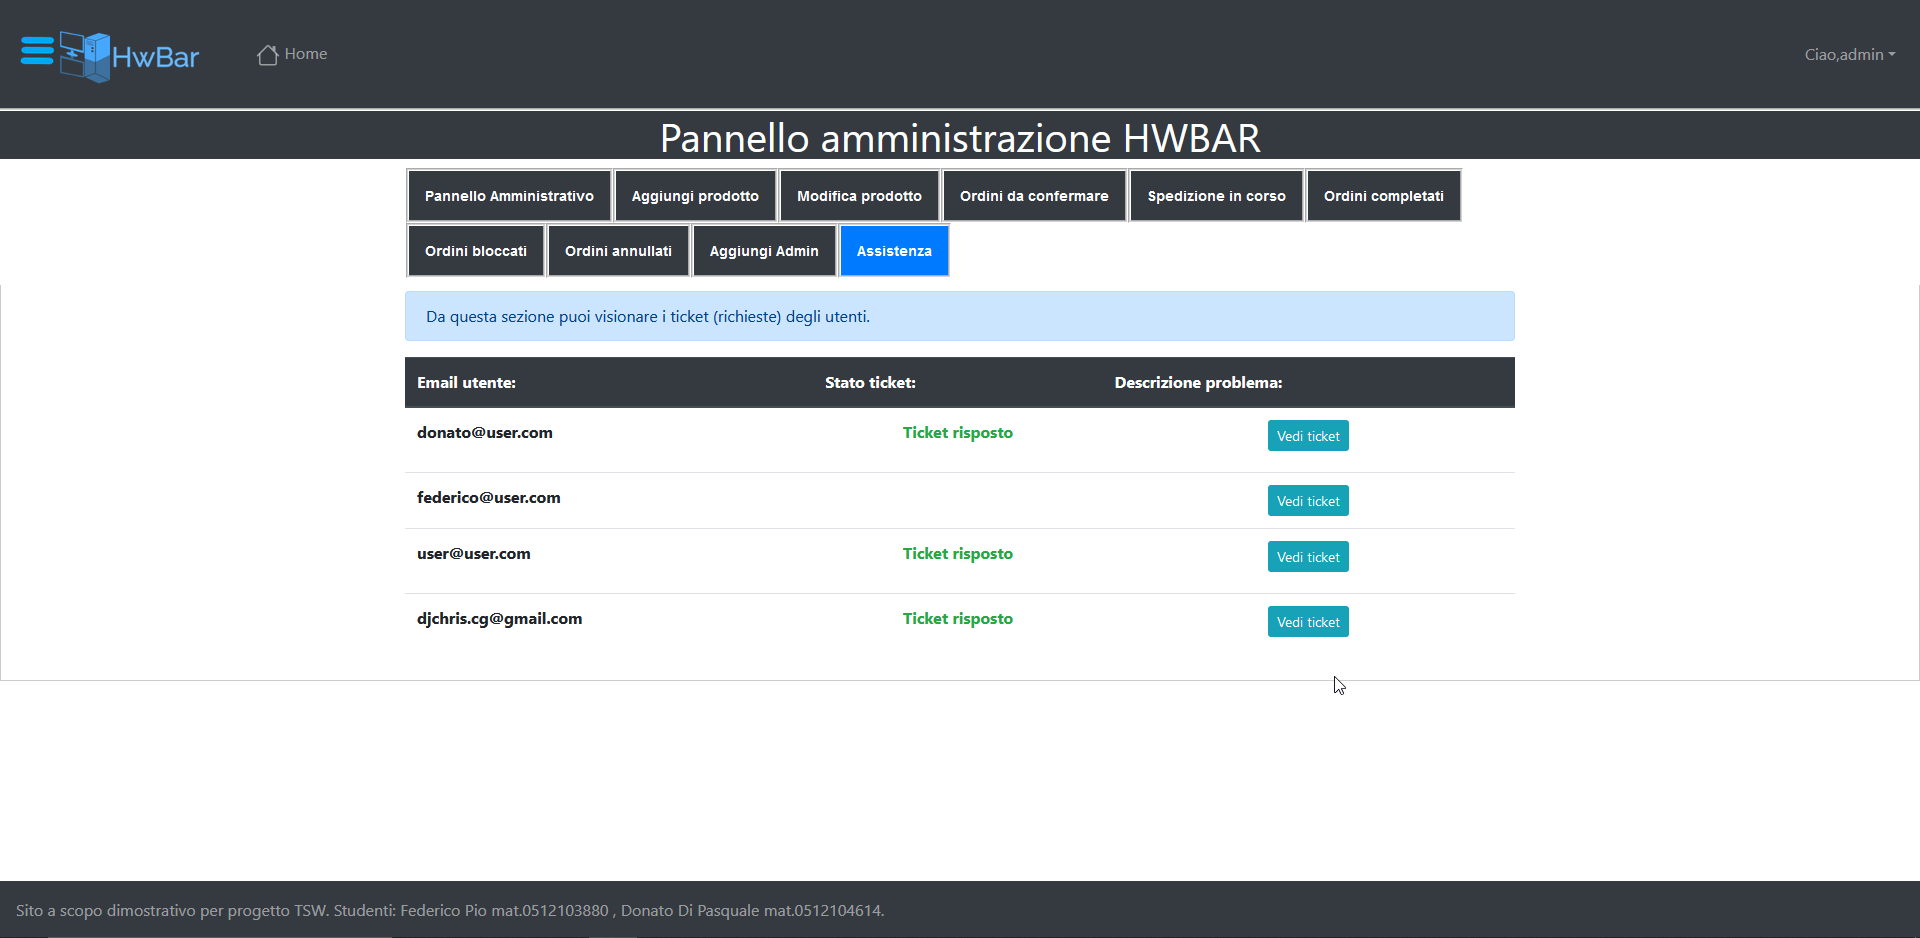 HwBar Home Ciao,admin
Pannello amministrazione HWBAR
Pannello Amministrativo Aggiungi prodotto Modifica prodotto Ordini da confermare Spedizione in corso Ordini completati
Ordini bloccati Ordini annullati Aggiungi Admin Assistenza
Da questa sezione puoi visionare i ticket (richieste) degli utenti.
Email utente: Stato ticket: Descrizione problema:
donato@user.com Ticket risposto Vedi ticket
federico@user.com Vedi ticket
user@user.com Ticket risposto Vedi ticket
djchris.cg@gmail.com Ticket risposto Vedi ticket
Sito a scopo dimostrativo per progetto TSW. Studenti: Federico Pio mat.0512103880 , Donato Di Pasquale mat.0512104614.